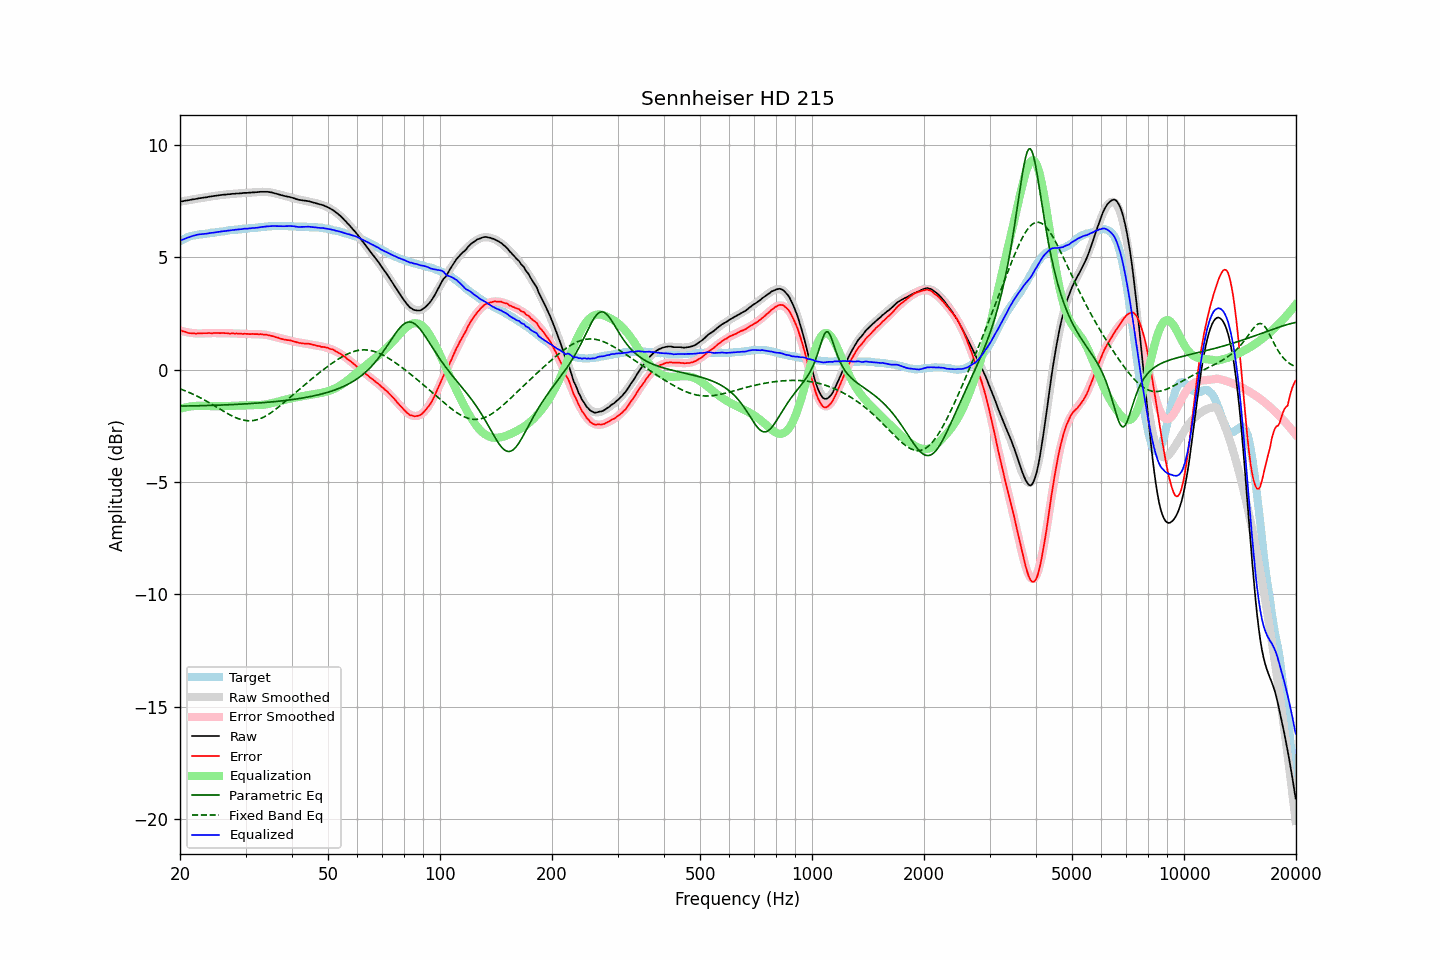 Sennheiser HD 215
10
5
0
−5
−10
−15
−20
Amplitude (dBr)
Target
Raw Smoothed
Error Smoothed
Raw
Error
Equalization
Parametric Eq
Fixed Band Eq
Equalized
20 50 100 200 500 1000 2000 5000 10000 20000
Frequency (Hz)